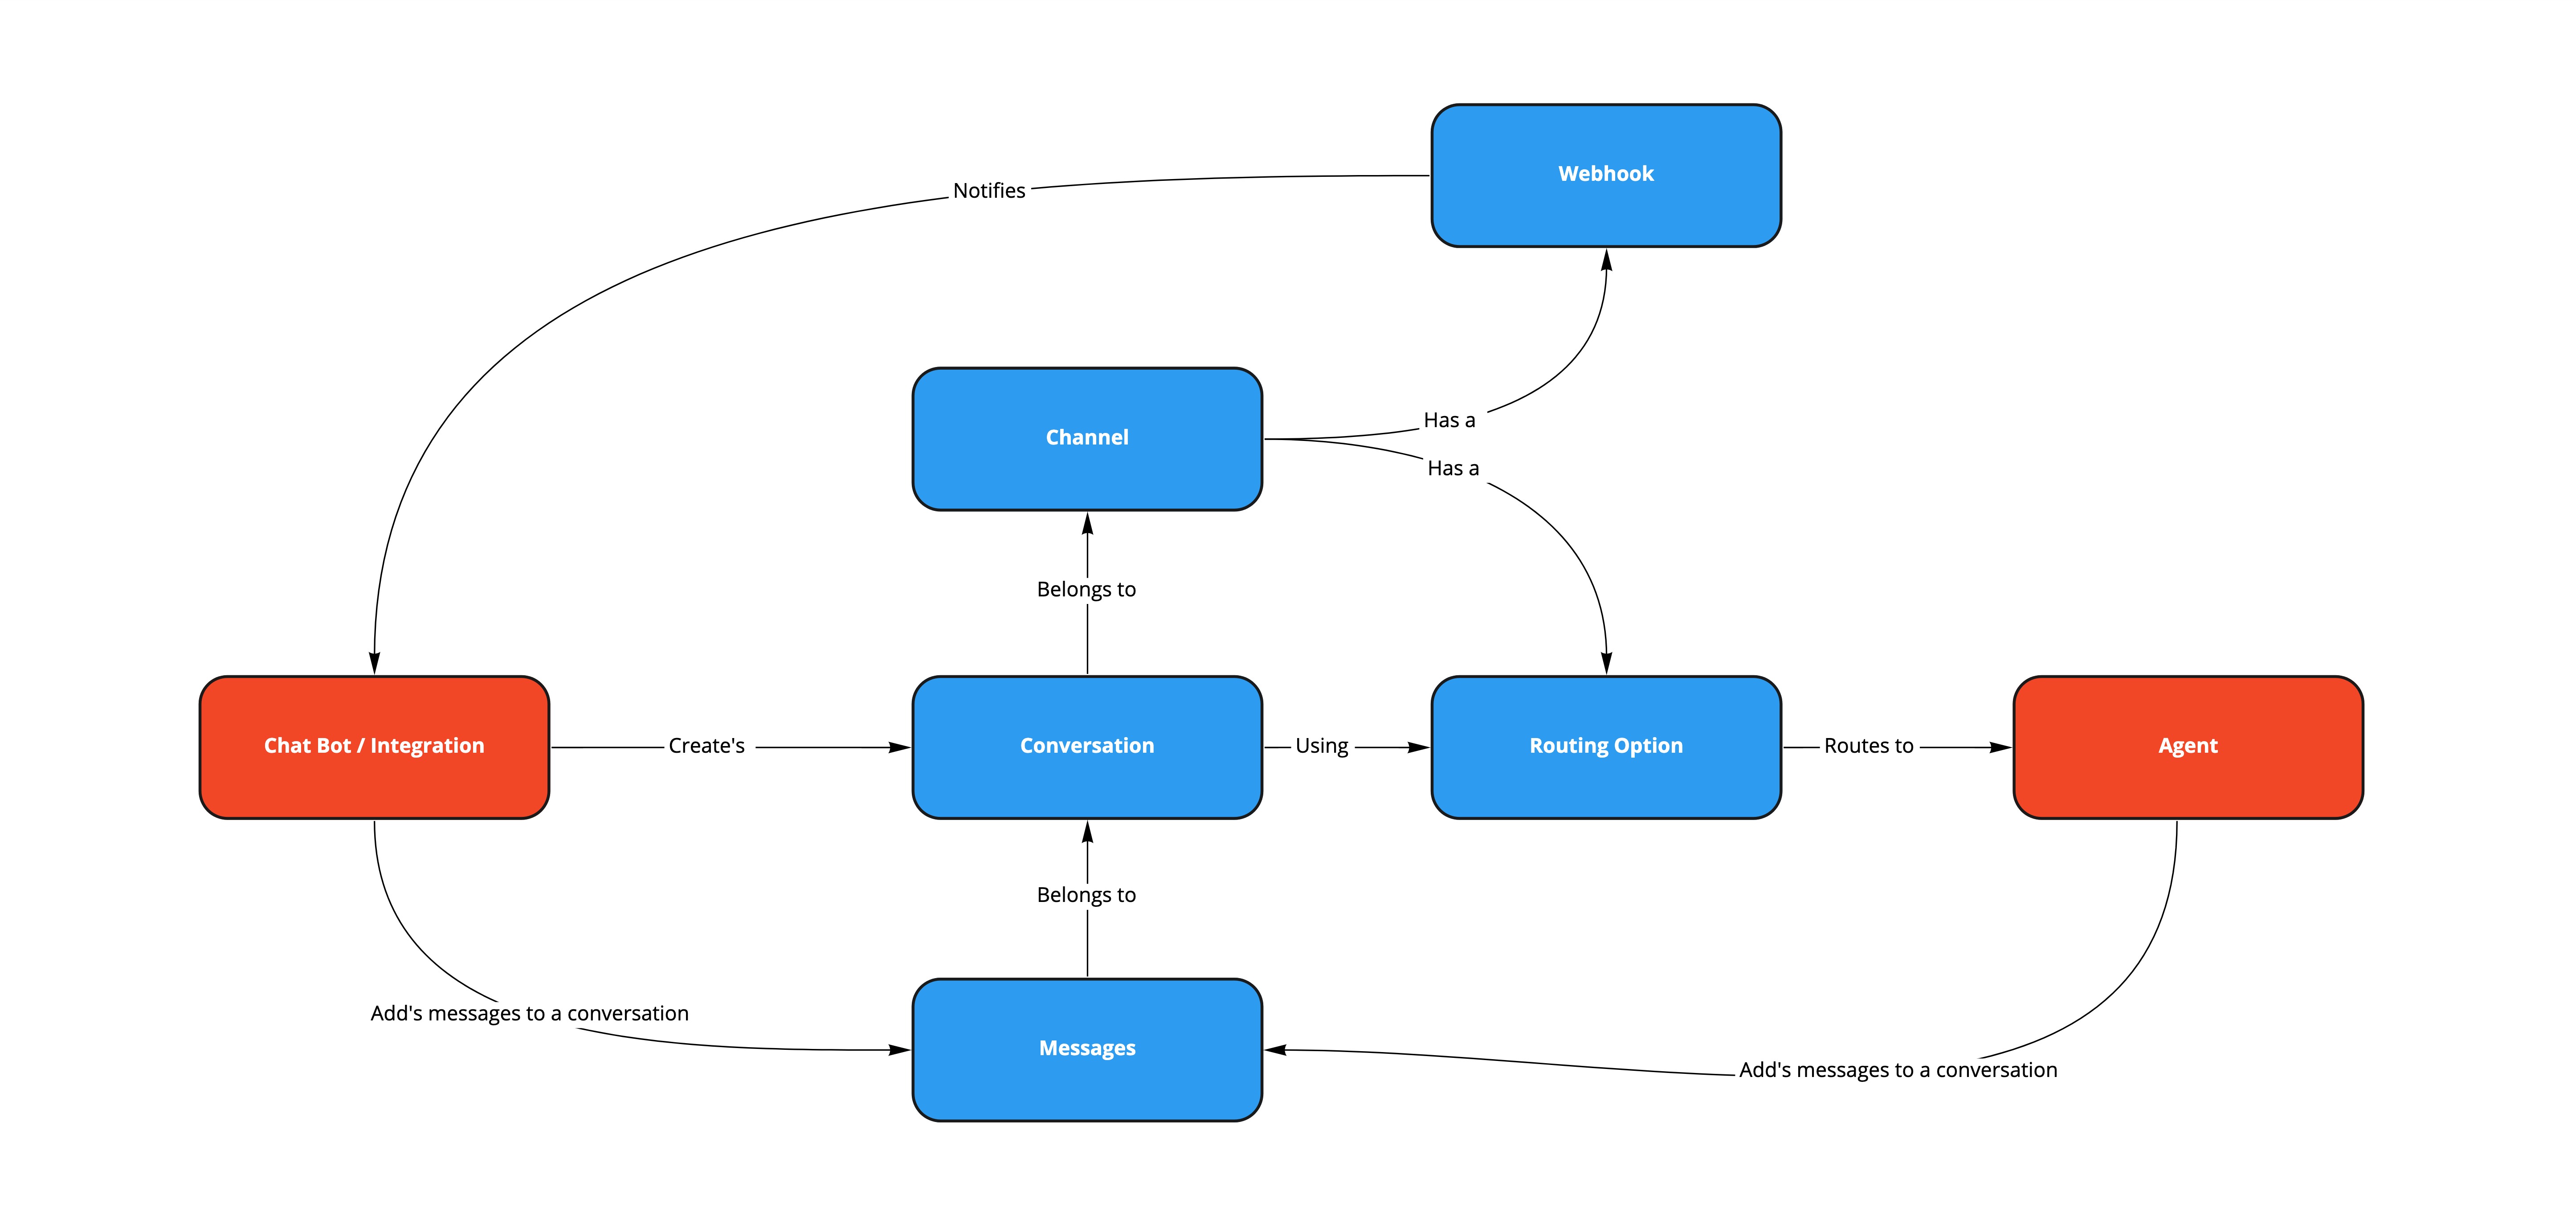 Webhook
Notifies
Has a
Channel
Has a
Belongs to
Chat Bot / Integration
Create's
Conversation
Using
Routing Option
Routes to
Agent
Belongs to
Add's messages to a conversation
Messages
Add's messages to a conversation